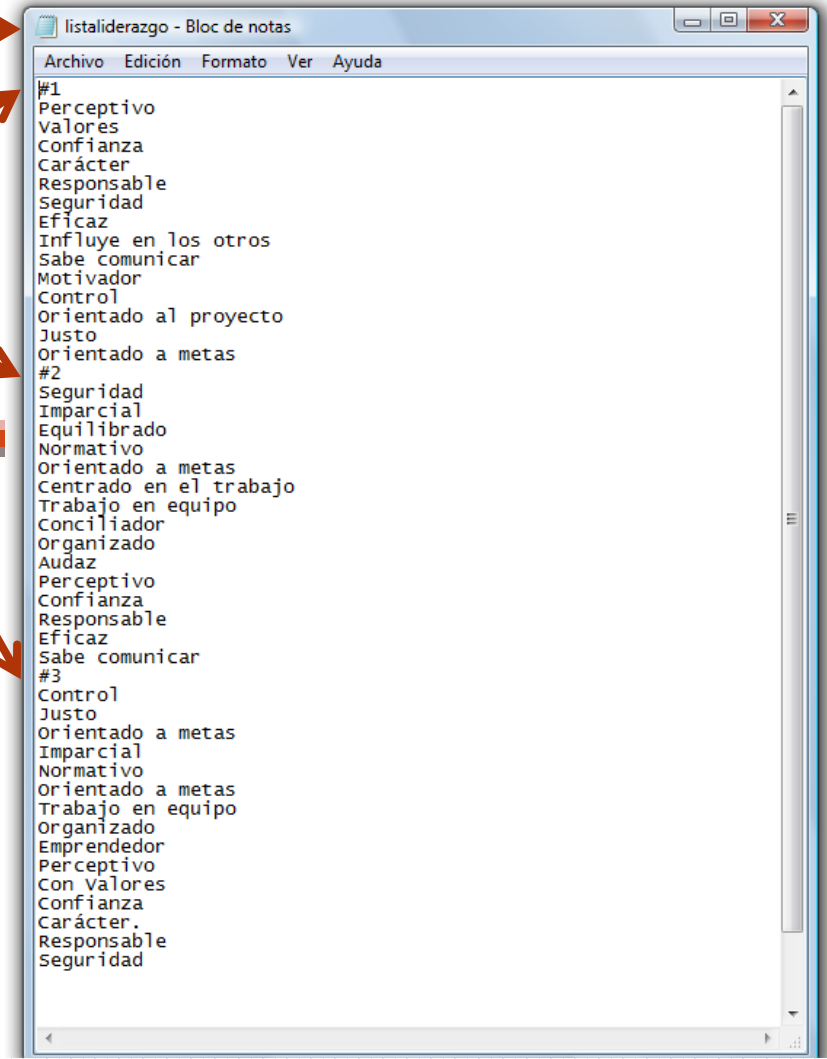 listaliderazgo - Bloc de notas
Archivo Edición Formato Ver Ayuda
#1
Perceptivo
Valores
Confianza
Carácter
Responsable
Seguridad
Eficaz
Influye en los otros
Sabe comunicar
Motivador
Control
Orientado al proyecto
Justo
Orientado a metas
#2
Seguridad
Imparcial
Equilibrado
Normativo
Orientado a metas
Centrado en el trabajo
Trabajo en equipo
Conciliador
Organizado
Audaz
Perceptivo
Confianza
Responsable
Eficaz
Sabe comunicar
#3
Control
Justo
Orientado a metas
Imparcial
Normativo
Orientado a metas
Trabajo en equipo
Organizado
Emprendedor
Perceptivo
Con Valores
Confianza
Carácter.
Responsable
Seguridad